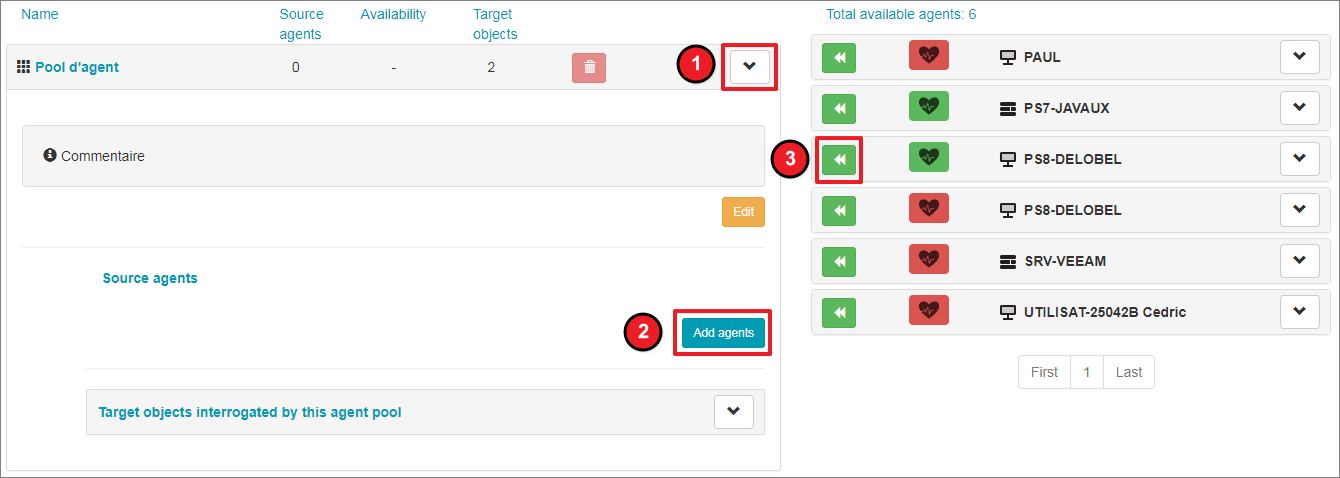 Name Source agents Availability Target objects
Pool d'agent 0 - 2
1
Commentaire
Edit
Source agents
2 Add agents
Target objects interrogated by this agent pool
Total available agents: 6
PAUL
PS7-JAVAUX
3 PS8-DELOBEL
PS8-DELOBEL
SRV-VEEAM
UTILISAT-25042B Cedric
First 1 Last